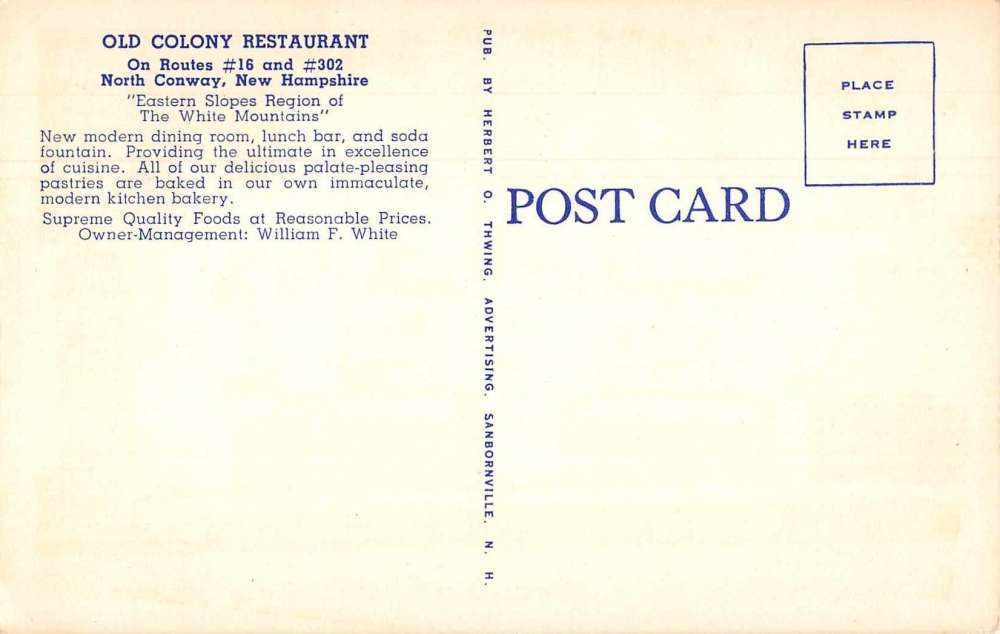 OLD COLONY RESTAURANT
On Routes #16 and #302
North Conway, New Hampshire
"Eastern Slopes Region of
The White Mountains"
New modern dining room, lunch bar, and soda
fountain. Providing the ultimate in excellence
of cuisine. All of our delicious palate-pleasing
pastries are baked in our own immaculate,
modern kitchen bakery.
Supreme Quality Foods at Reasonable Prices.
Owner-Management: William F. White
PUB. BY HERBERT O. THWING. ADVERTISING. SANBORNVILLE. N. H.
POST CARD
PLACE
STAMP
HERE